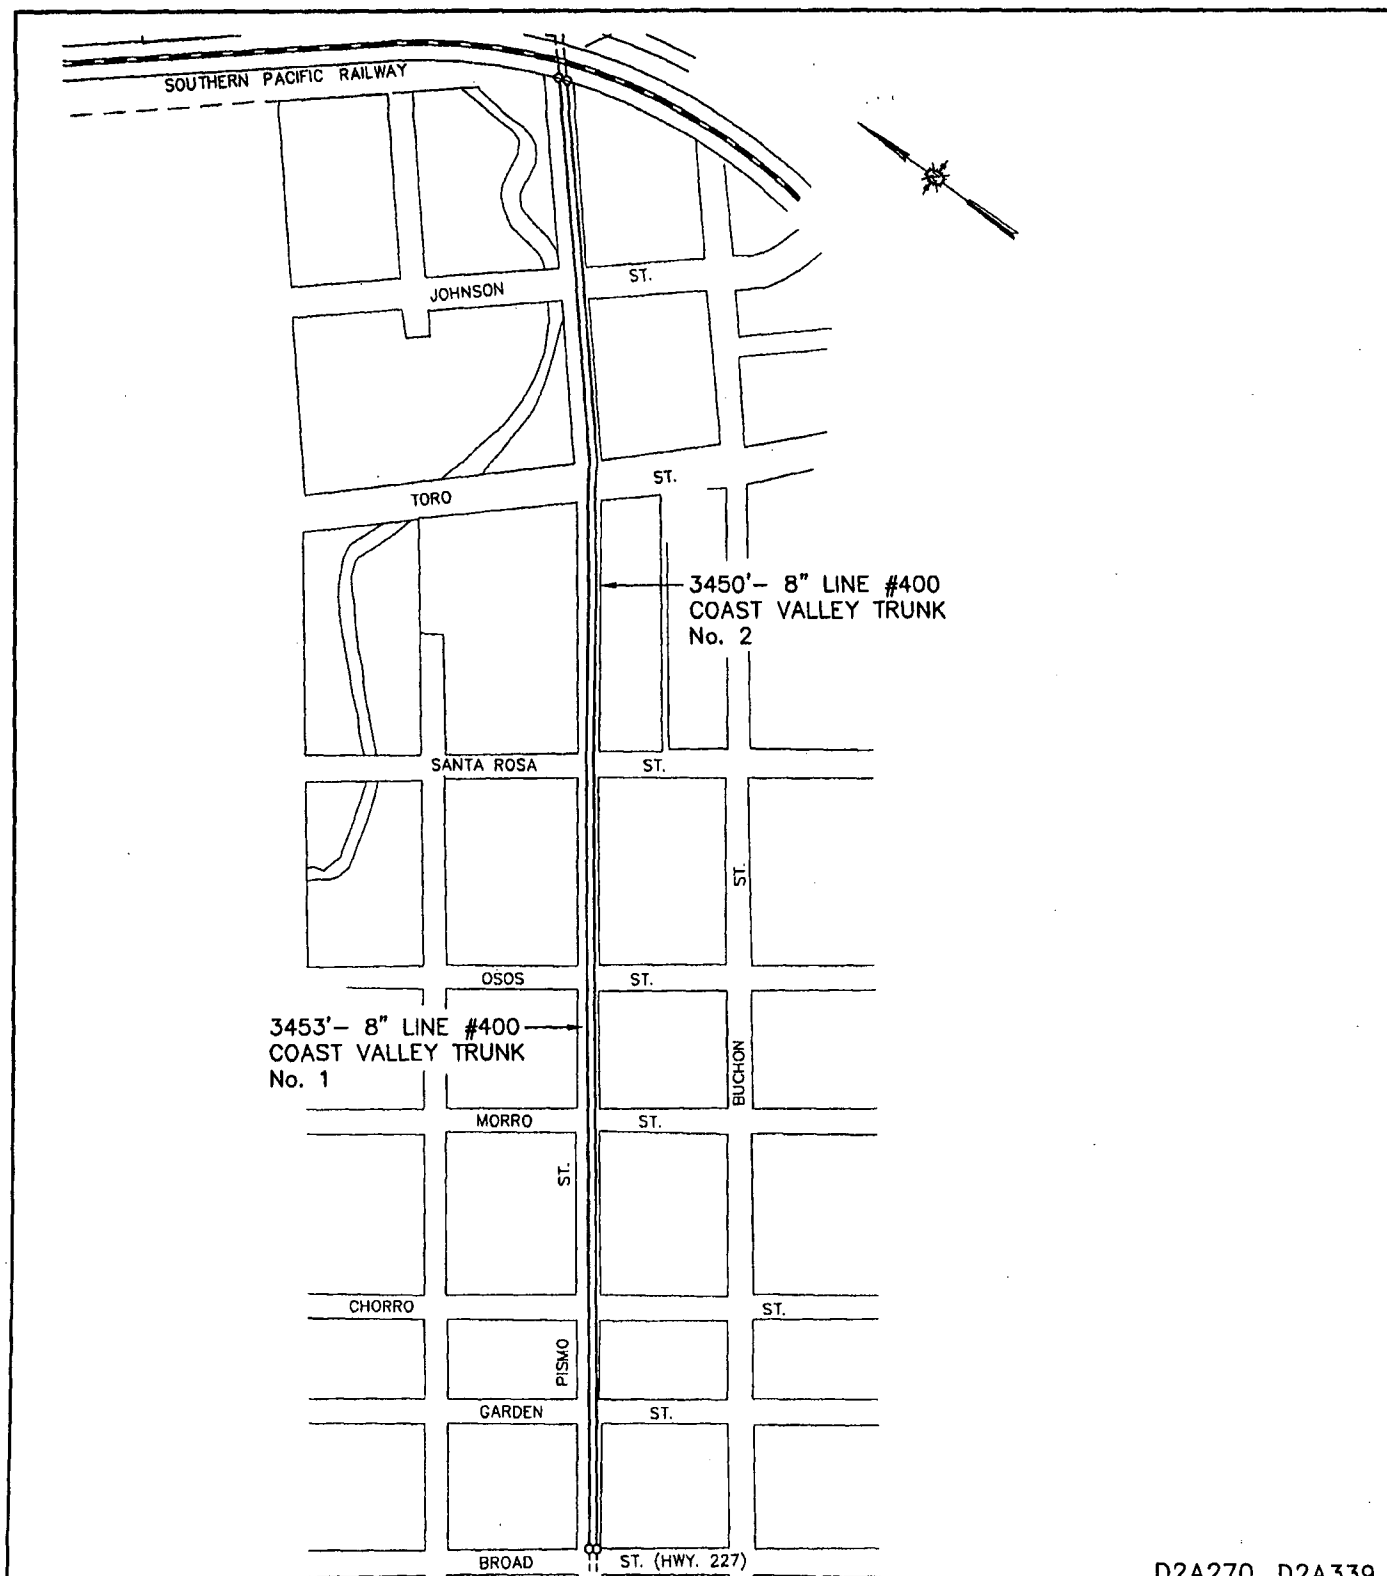 SOUTHERN PACIFIC RAILWAY
JOHNSON ST.
TORO ST.
3450'- 8" LINE #400
COAST VALLEY TRUNK
No. 2
SANTA ROSA ST.
ST.
OSOS ST.
3453'- 8" LINE #400
COAST VALLEY TRUNK
No. 1
BUCHON
MORRO ST.
ST.
CHORRO ST.
PISMO
GARDEN ST.
BROAD ST. (HWY. 227)
D2A270 D2A339